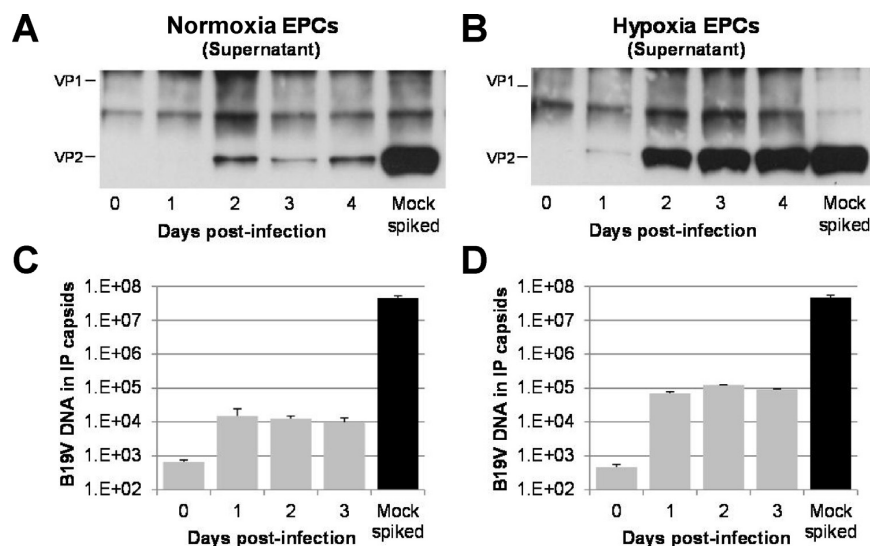 A
Normoxia EPCs
(Supernatant)
VP1
VP2
0 1 2 3 4 Mock
spiked
Days post-infection
B
Hypoxia EPCs
(Supernatant)
VP1
VP2
0 1 2 3 4 Mock
spiked
Days post-infection
C
B19V DNA in IP capsids
1.E+08
1.E+07
1.E+06
1.E+05
1.E+04
1.E+03
1.E+02
0 1 2 3 Mock
spiked
Days post-infection
D
B19V DNA in IP capsids
1.E+08
1.E+07
1.E+06
1.E+05
1.E+04
1.E+03
1.E+02
0 1 2 3 Mock
spiked
Days post-infection